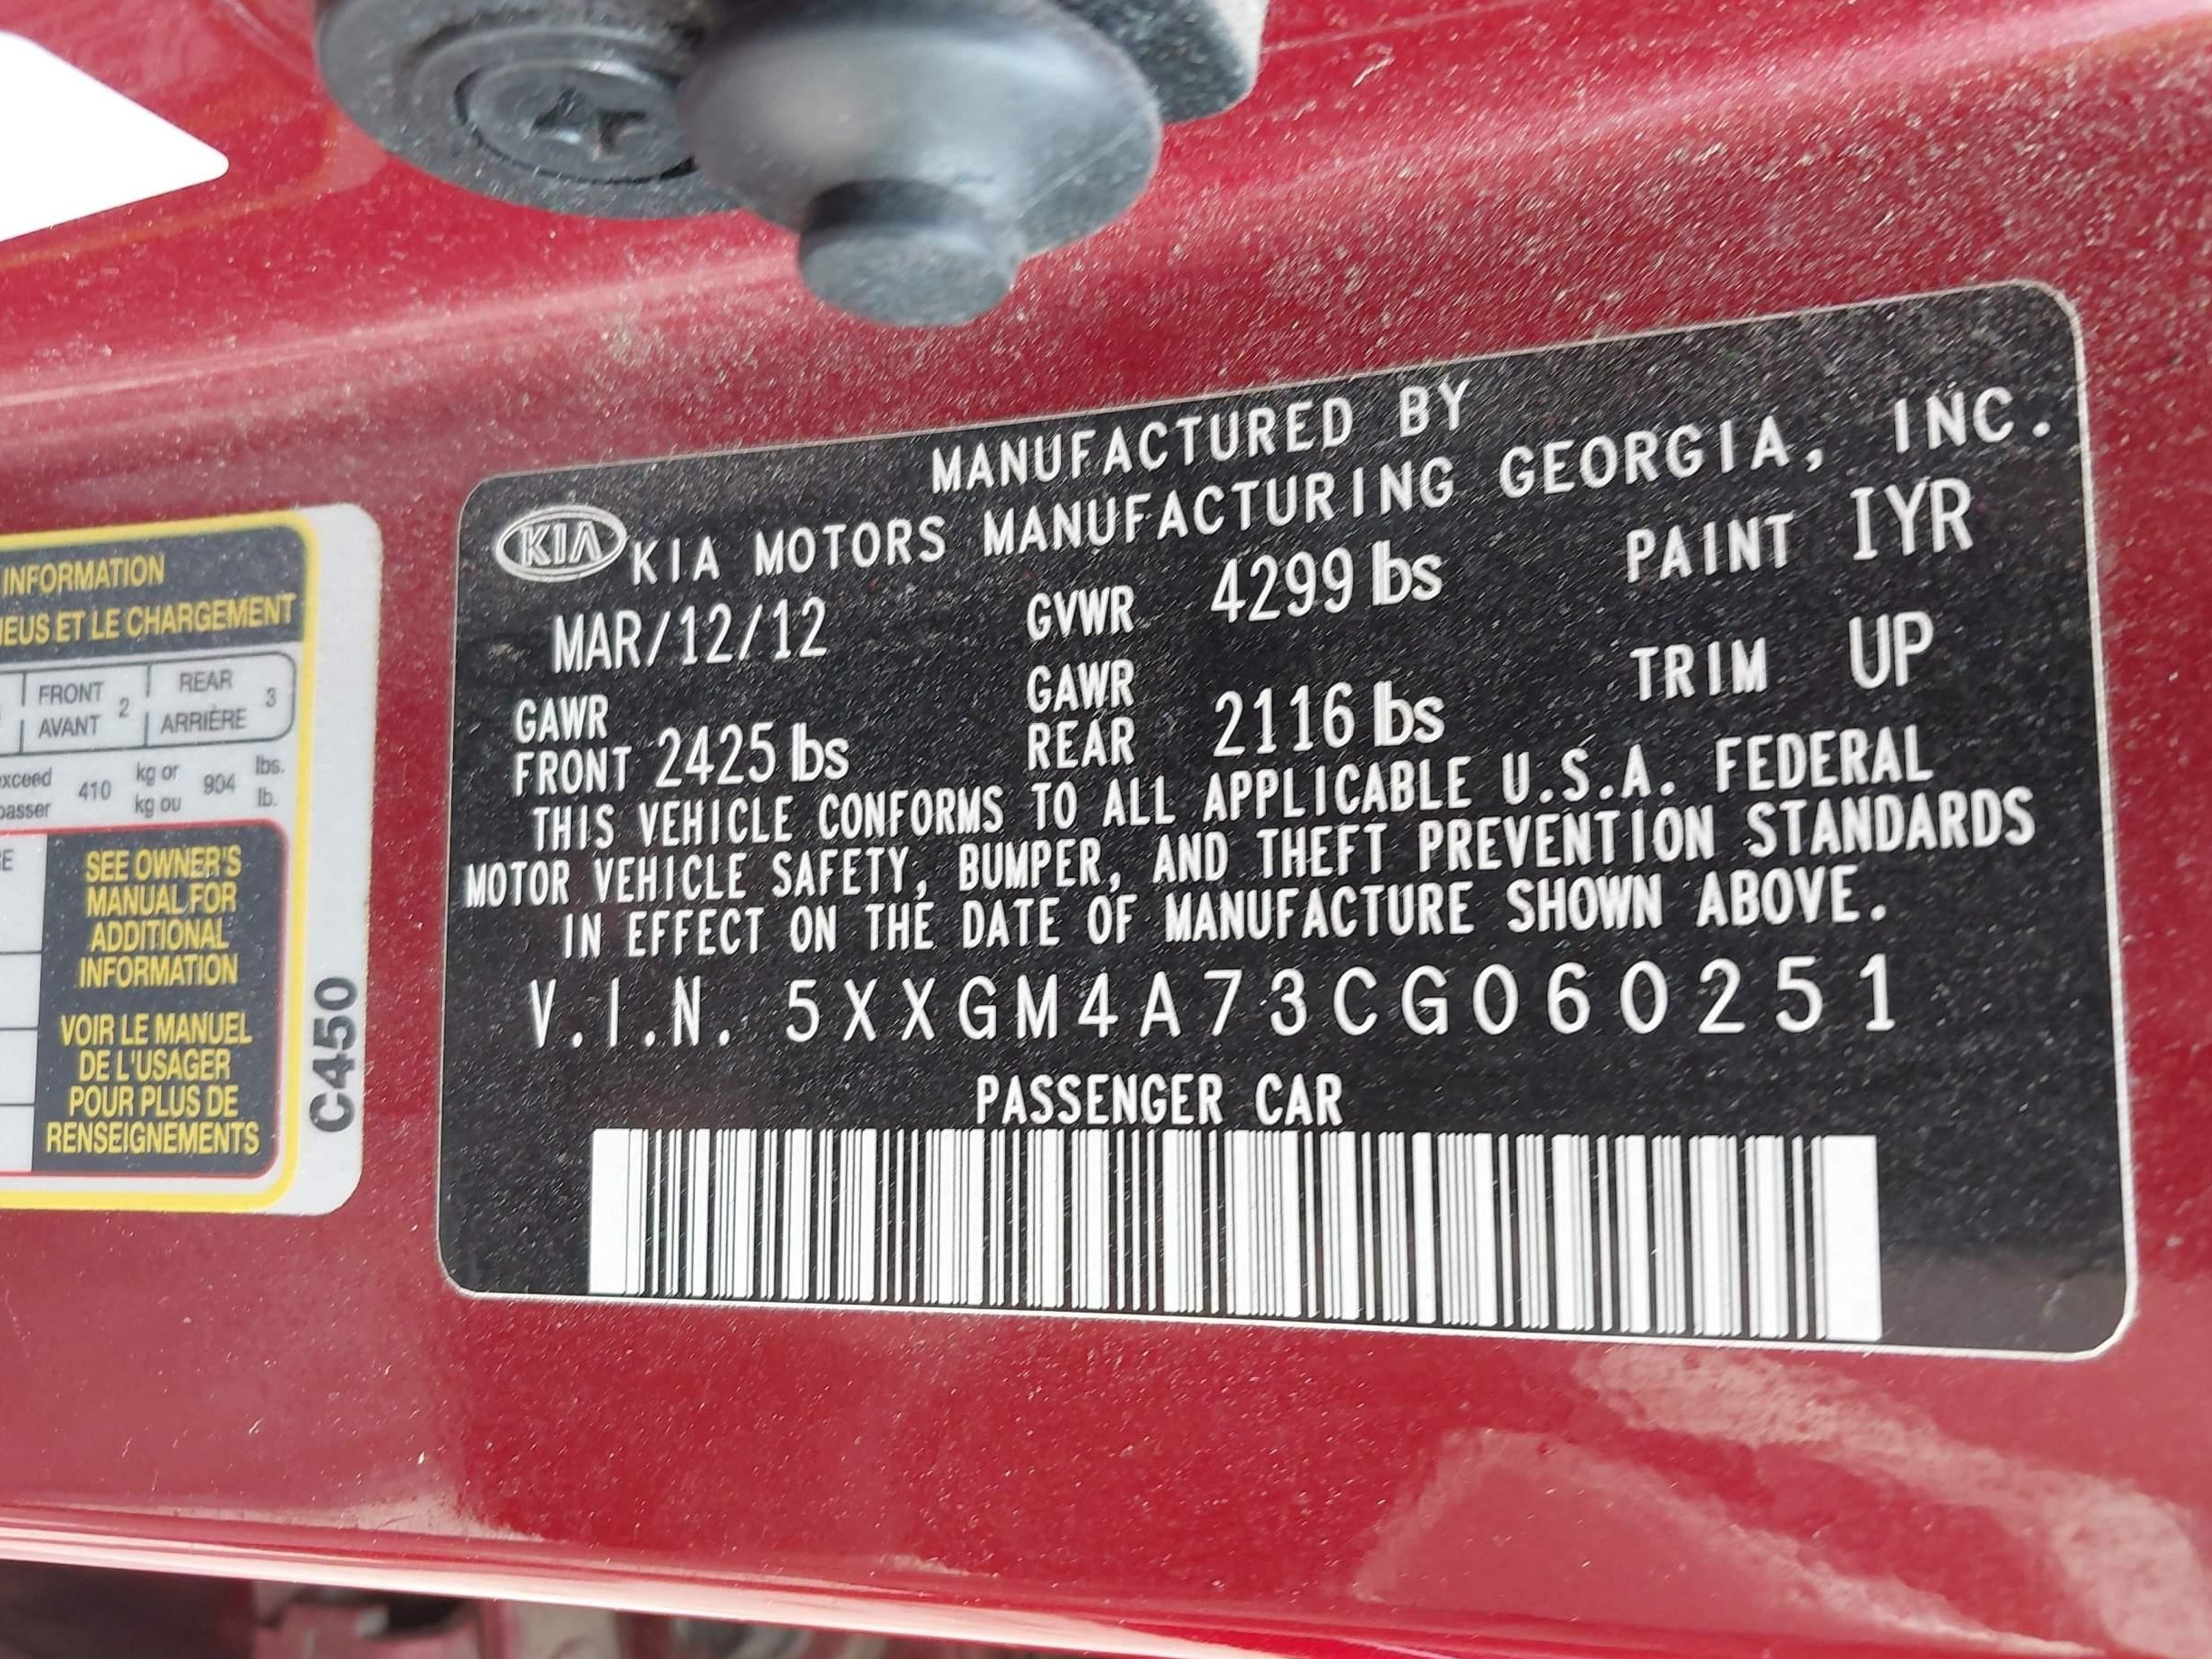 INFORMATION
EUS ET LE CHARGEMENT
FRONT 2 REAR 3
AVANT ARRIÈRE
exceed 410 kg or 904 lbs.
passer kg ou lb.
SEE OWNER'S
MANUAL FOR
ADDITIONAL
INFORMATION
VOIR LE MANUEL
DE L'USAGER
POUR PLUS DE
RENSEIGNEMENTS
C450
MANUFACTURED BY
KIA KIA MOTORS MANUFACTURING GEORGIA, INC.
MAR/12/12 GVWR 4299 lbs PAINT IYR
GAWR FRONT 2425 lbs GAWR REAR 2116 lbs TRIM UP
THIS VEHICLE CONFORMS TO ALL APPLICABLE U.S.A. FEDERAL
MOTOR VEHICLE SAFETY, BUMPER, AND THEFT PREVENTION STANDARDS
IN EFFECT ON THE DATE OF MANUFACTURE SHOWN ABOVE.
V.I.N. 5XXGM4A73CG060251
PASSENGER CAR